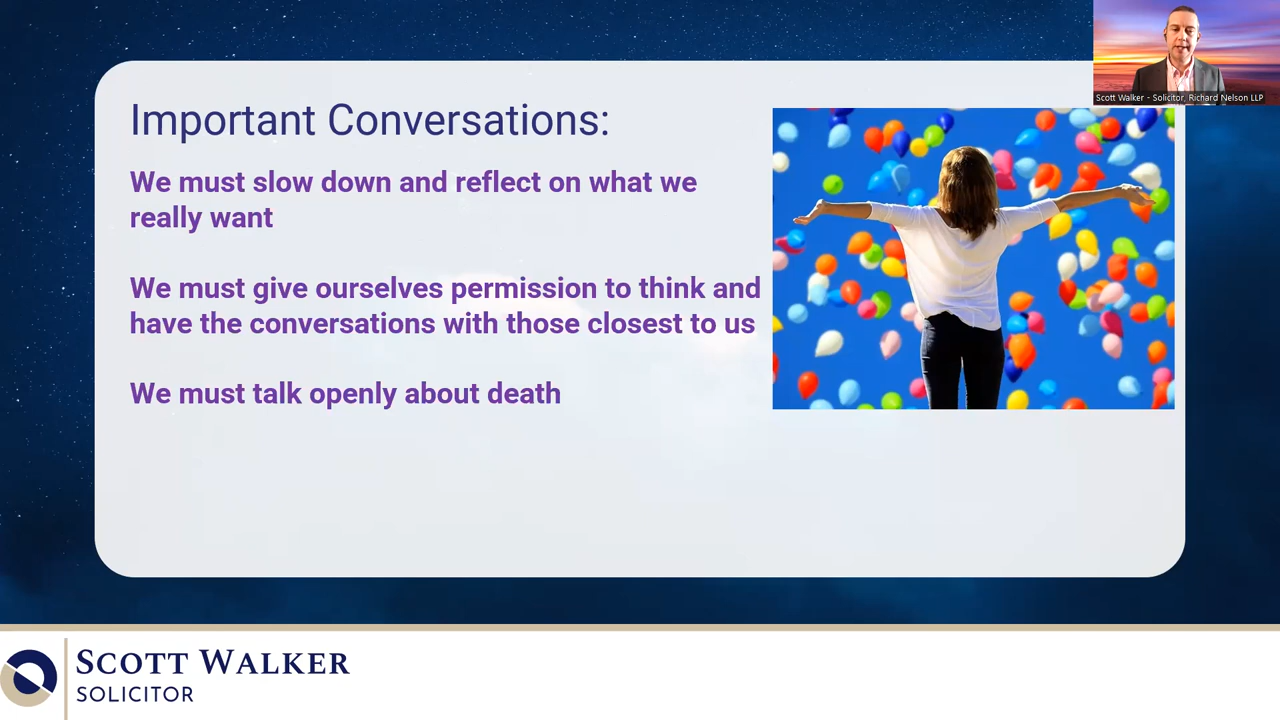 Scott Walker - Solicitor, Richard Nelson LLP
Important Conversations:
We must slow down and reflect on what we
really want
We must give ourselves permission to think and
have the conversations with those closest to us
We must talk openly about death
SCOTT WALKER
SOLICITOR